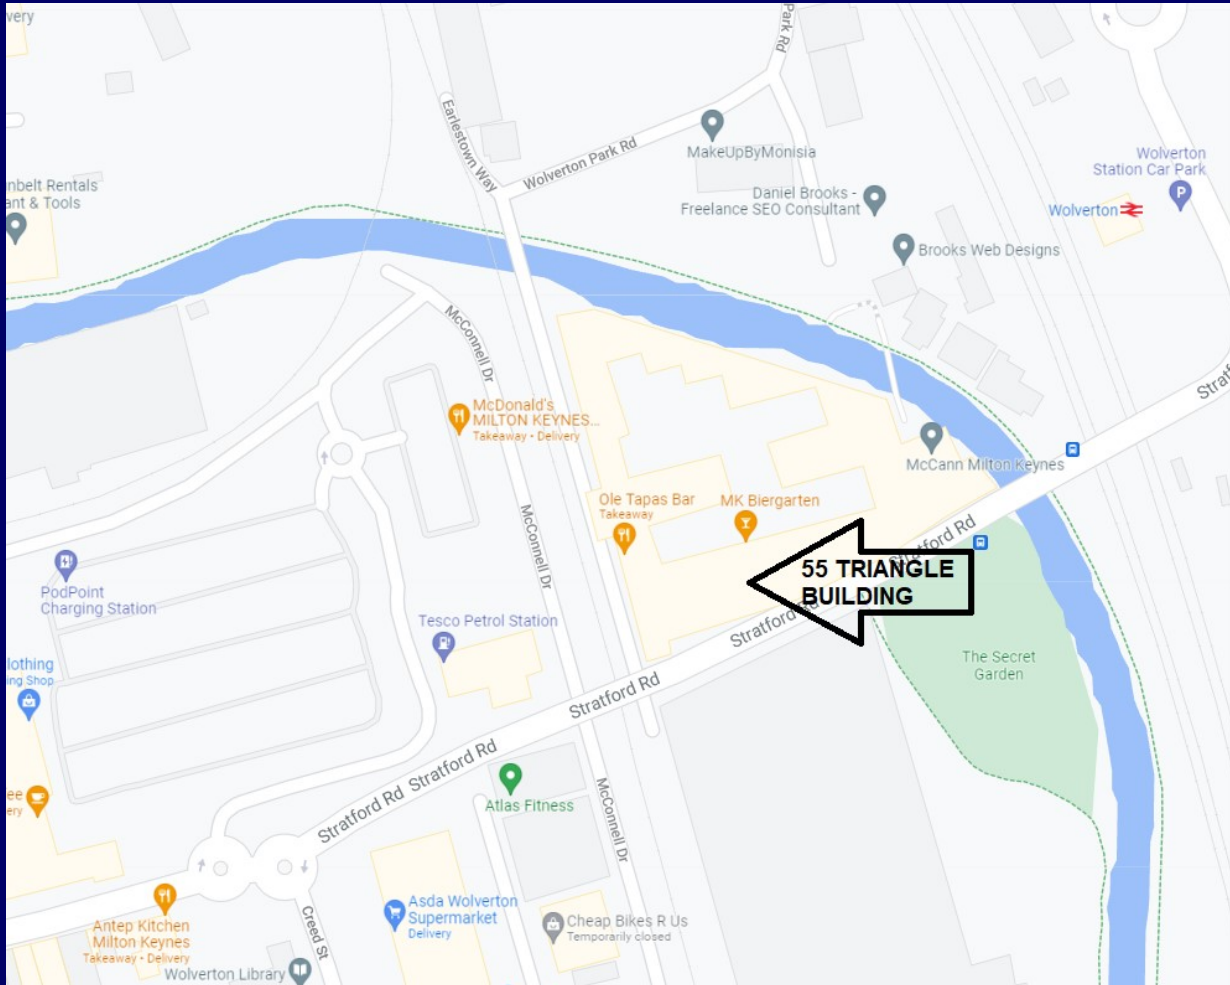 very
Park Rd
Earlestown Way
Wolverton Park Rd
MakeUpByMonisia
Wolverton
Station Car Park
P
Daniel Brooks -
Freelance SEO Consultant
Wolverton
nbelt Rentals
ant & Tools
Brooks Web Designs
McConnell Dr
McDonald's
MILTON KEYNES...
Takeaway • Delivery
McCann Milton Keynes
Ole Tapas Bar
Takeaway
MK Biergarten
McConnell Dr
Stratford Rd
PodPoint
Charging Station
55 TRIANGLE
BUILDING
Tesco Petrol Station
Stratford Rd
The Secret
Garden
lothing
ing Shop
Stratford Rd
Stratford Rd
Stratford Rd
Atlas Fitness
McConnell Dr
ee
ery
Asda Wolverton
Supermarket
Delivery
Cheap Bikes R Us
Temporarily closed
Antep Kitchen
Milton Keynes
Takeaway • Delivery
Creed St
Wolverton Library